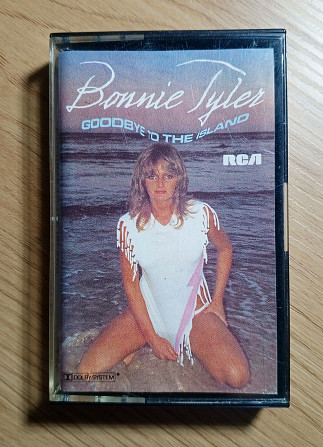 Bonnie Tyler
GOODBYE TO THE ISLAND
RCA
DOLBY SYSTEM